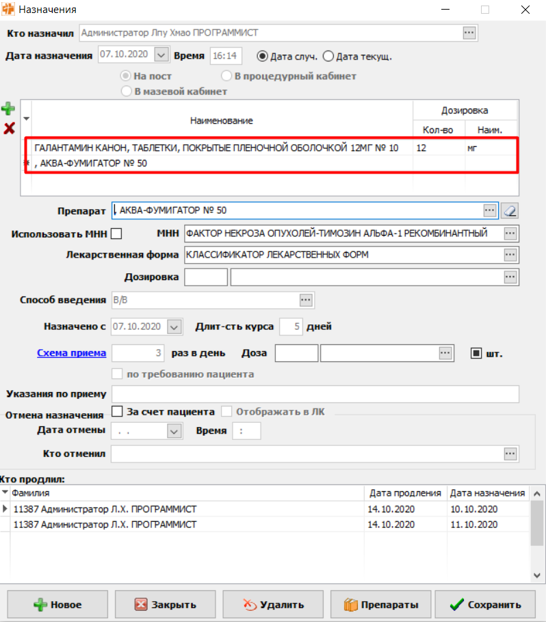 Назначения
Кто назначил Администратор Лпу Хнао ПРОГРАММИСТ ...
Дата назначения 07.10.2020 Время 16:14 Дата случ. Дата текущ.
На пост В процедурный кабинет
В мазевой кабинет
Наименование Дозировка
Кол-во Наим.
ГАЛАНТАМИН КАНОН, ТАБЛЕТКИ, ПОКРЫТЫЕ ПЛЕНОЧНОЙ ОБОЛОЧКОЙ 12МГ № 10 12 мг
, АКВА-ФУМИГАТОР № 50
Препарат , АКВА-ФУМИГАТОР № 50 ...
Использовать МНН МНН ФАКТОР НЕКРОЗА ОПУХОЛЕЙ-ТИМОЗИН АЛЬФА-1 РЕКОМБИНАНТНЫЙ ...
Лекарственная форма КЛАССИФИКАТОР ЛЕКАРСТВЕННЫХ ФОРМ ...
Дозировка ...
Способ введения В/В ...
Назначено с 07.10.2020 Длит-сть курса 5 дней
Схема приема 3 раз в день Доза ... шт.
по требованию пациента
Указания по приему
Отмена назначения За счет пациента Отображать в ЛК
Дата отмены . . Время :
Кто отменил ...
Кто продлил:
Фамилия Дата продления Дата назначения
11387 Администратор Л.Х. ПРОГРАММИСТ 14.10.2020 10.10.2020
11387 Администратор Л.Х. ПРОГРАММИСТ 14.10.2020 11.10.2020
Новое Закрыть Удалить Препараты Сохранить